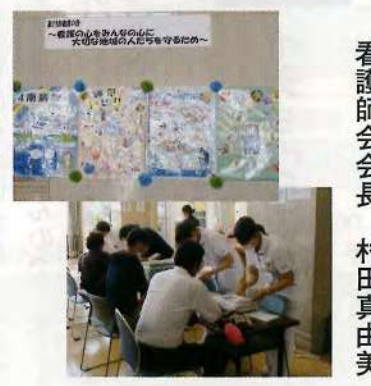 ～看護の心をみんなの心に
大切な地域の人たちを守るため～
看護師会会長　村田真由美